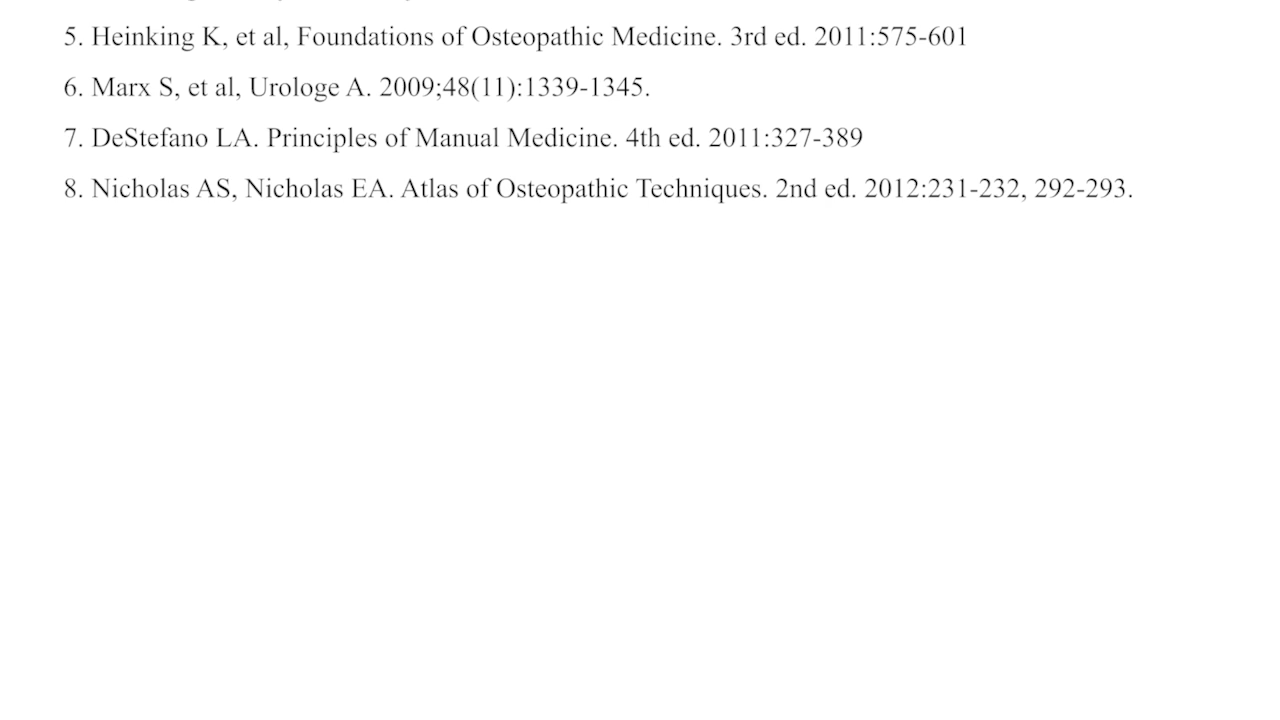 5. Heinking K, et al, Foundations of Osteopathic Medicine. 3rd ed. 2011:575-601
6. Marx S, et al, Urologe A. 2009;48(11):1339-1345.
7. DeStefano LA. Principles of Manual Medicine. 4th ed. 2011:327-389
8. Nicholas AS, Nicholas EA. Atlas of Osteopathic Techniques. 2nd ed. 2012:231-232, 292-293.